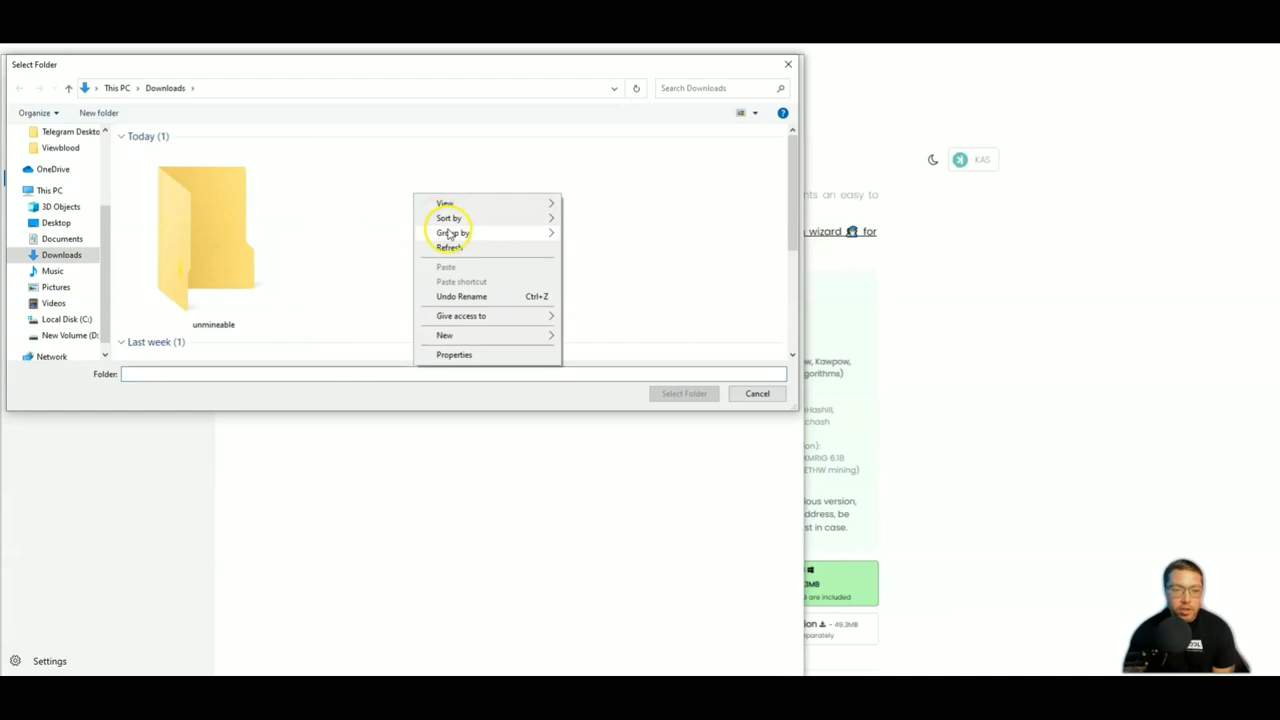 Select Folder
This PC
Downloads
Search Downloads
Organize
New folder
Telegram Deskto
Viewblood
OneDrive
This PC
3D Objects
Desktop
Documents
Downloads
Music
Pictures
Videos
Local Disk (C:)
New Volume (D:
Network
Today (1)
unmineable
Last week (1)
View
Sort by
Group by
Refresh
Paste
Paste shortcut
Undo Rename Ctrl+Z
Give access to
New
Properties
Folder:
Select Folder
Cancel
KAS
nts an easy to
wizard for
w, Kawpow,
gorithms)
Hashill,
chash
on):
XMRIG 6.18
ETHW mining)
ious version,
address, be
st in case.
3MB
d are included
ion - 49.3MB
parately
Settings